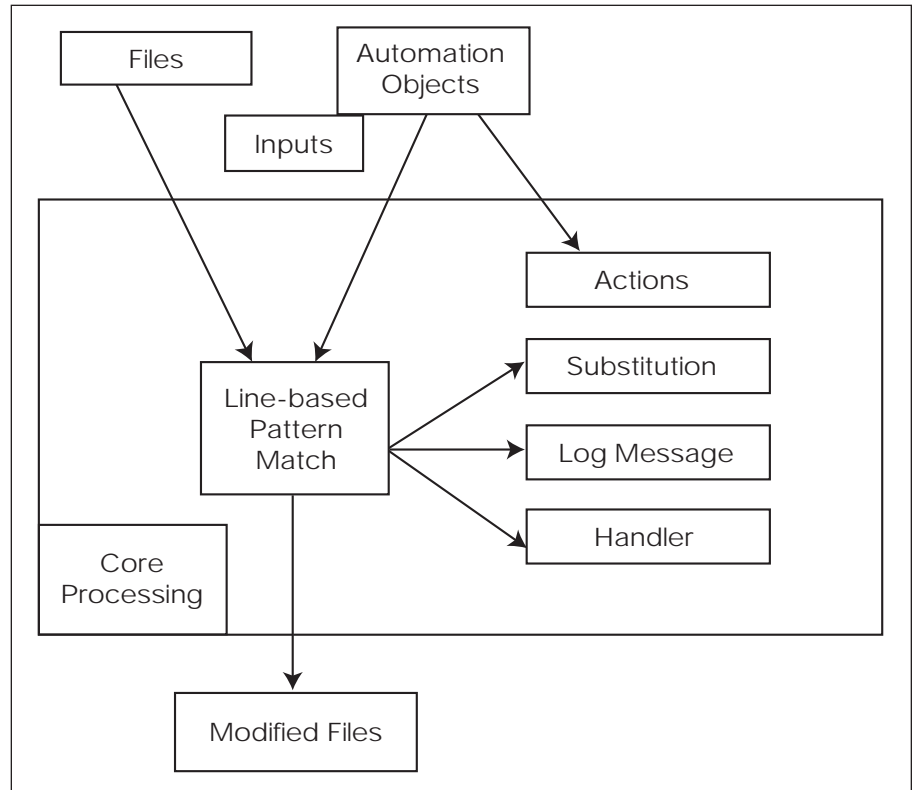 Files
Automation
Objects
Inputs
Actions
Substitution
Line-based
Pattern
Match
Log Message
Handler
Core
Processing
Modified Files